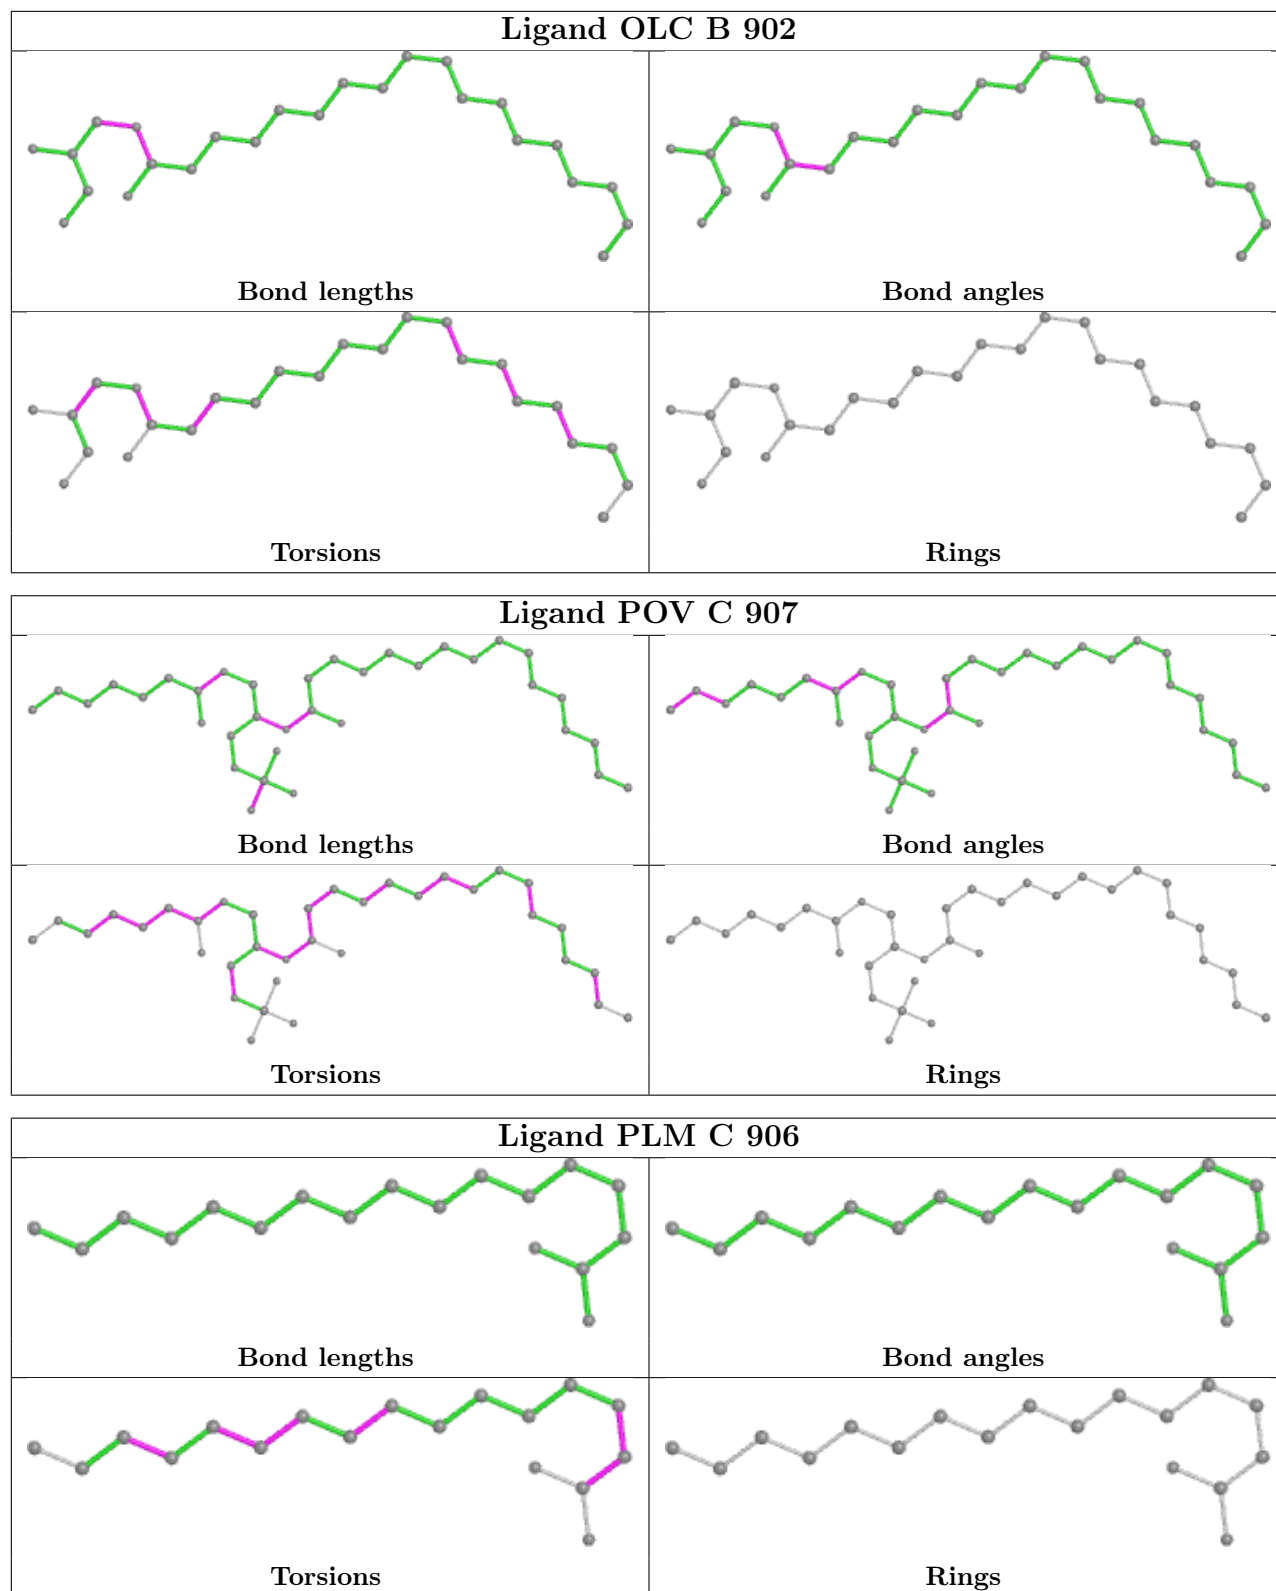 Ligand OLC B 902
Bond lengths
Bond angles
Torsions
Rings
Ligand POV C 907
Bond lengths
Bond angles
Torsions
Rings
Ligand PLM C 906
Bond lengths
Bond angles
Torsions
Rings